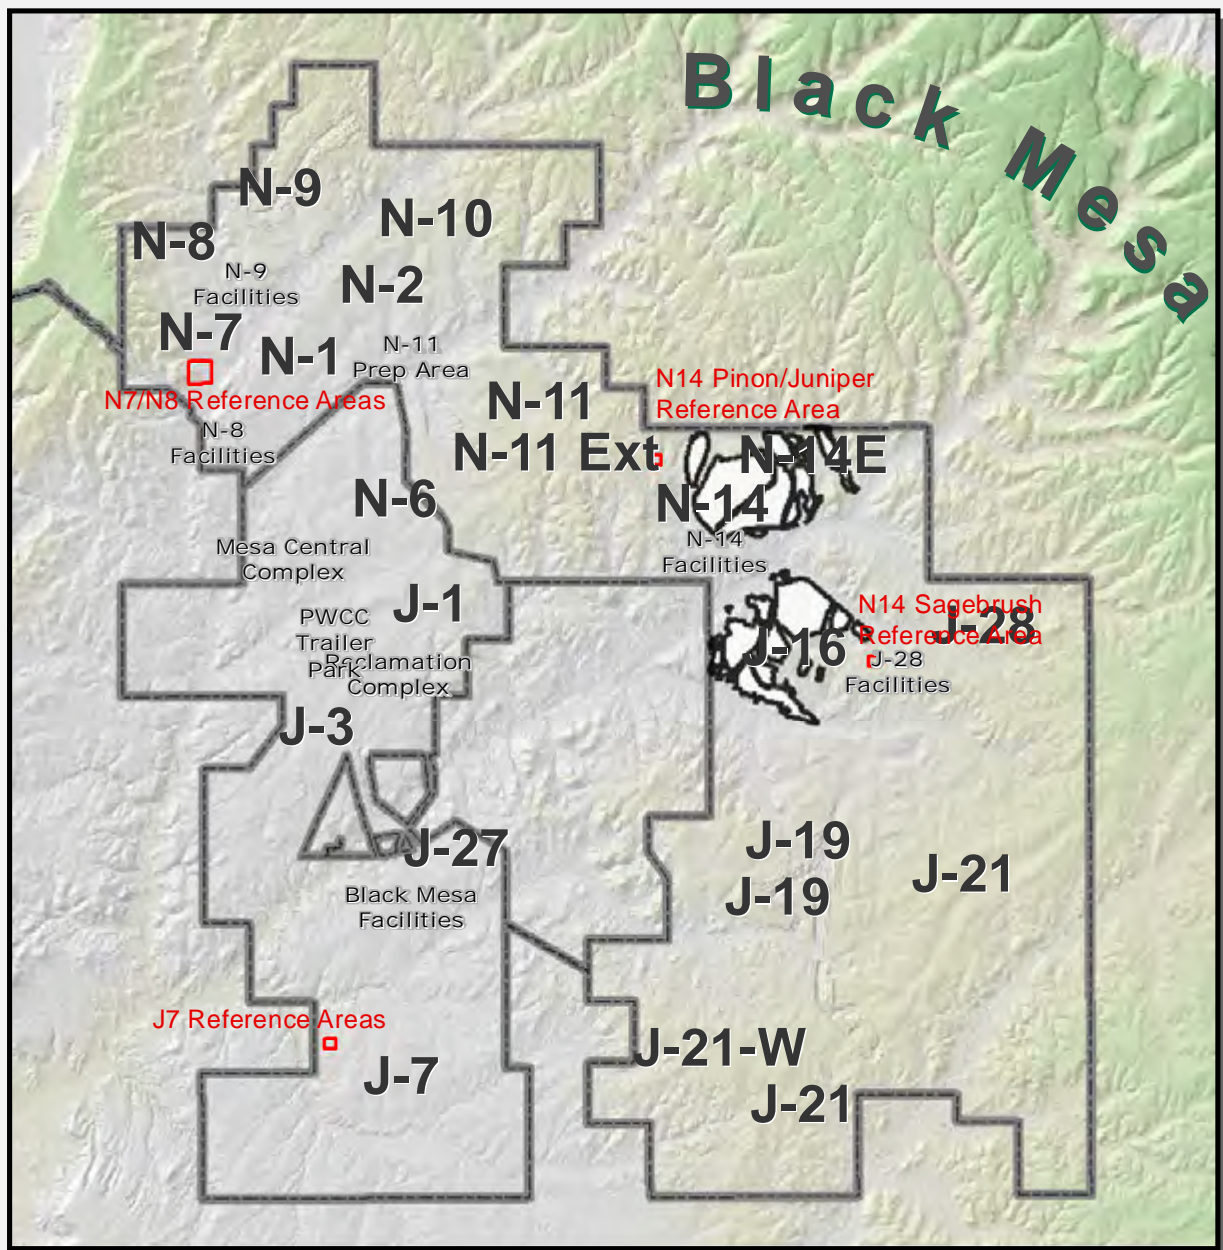 Black Mesa
N-9
N-10
N-8
N-9
Facilities
N-2
N-7
N-1
N-11
Prep Area
N7/N8 Reference Areas
N-8
Facilities
N14 Pinon/Juniper
Reference Area
N-11
N-11 Ext
N-14E
N-14
N-14
Facilities
N-6
Mesa Central
Complex
J-1
PWCC
Trailer
Park
Reclamation
Complex
N14 Sagebrush
Reference Area
J-28
J-16
J-28
Facilities
J-3
J-27
Black Mesa
Facilities
J-19
J-19
J-21
J7 Reference Areas
J-7
J-21-W
J-21